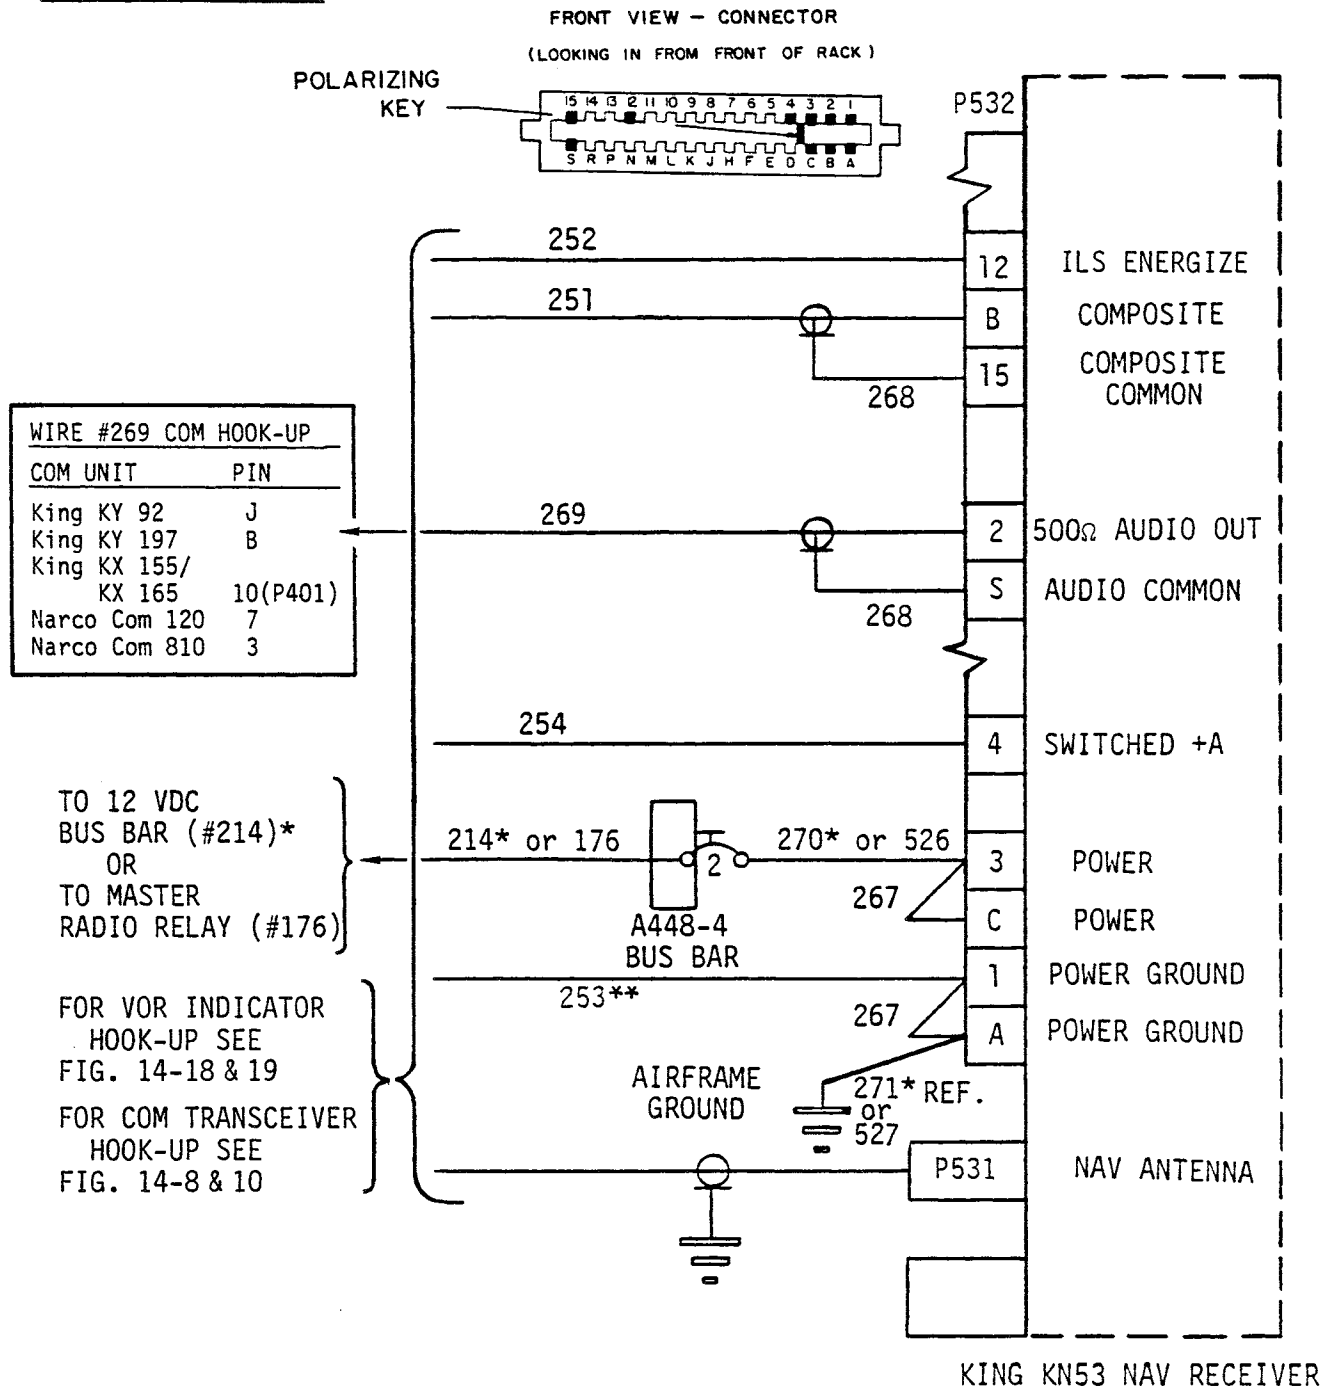 FRONT VIEW – CONNECTOR
(LOOKING IN FROM FRONT OF RACK)
POLARIZING
KEY
15 14 13 12 11 10 9 8 7 6 5 4 3 2 1
S R P N M L K J H F E D C B A
P532
252
12 ILS ENERGIZE
251
B COMPOSITE
15 COMPOSITE
COMMON
268
WIRE #269 COM HOOK-UP
COM UNIT PIN
King KY 92 J
King KY 197 B
King KX 155/
KX 165 10(P401)
Narco Com 120 7
Narco Com 810 3
269
2 500Ω AUDIO OUT
S AUDIO COMMON
268
254
4 SWITCHED +A
TO 12 VDC
BUS BAR (#214)*
OR
TO MASTER
RADIO RELAY (#176)
214* or 176
2
270* or 526
3 POWER
267
C POWER
A448-4
BUS BAR
1 POWER GROUND
253**
267
A POWER GROUND
FOR VOR INDICATOR
HOOK-UP SEE
FIG. 14-18 & 19
FOR COM TRANSCEIVER
HOOK-UP SEE
FIG. 14-8 & 10
AIRFRAME
GROUND
271* REF.
or
527
P531 NAV ANTENNA
KING KN53 NAV RECEIVER